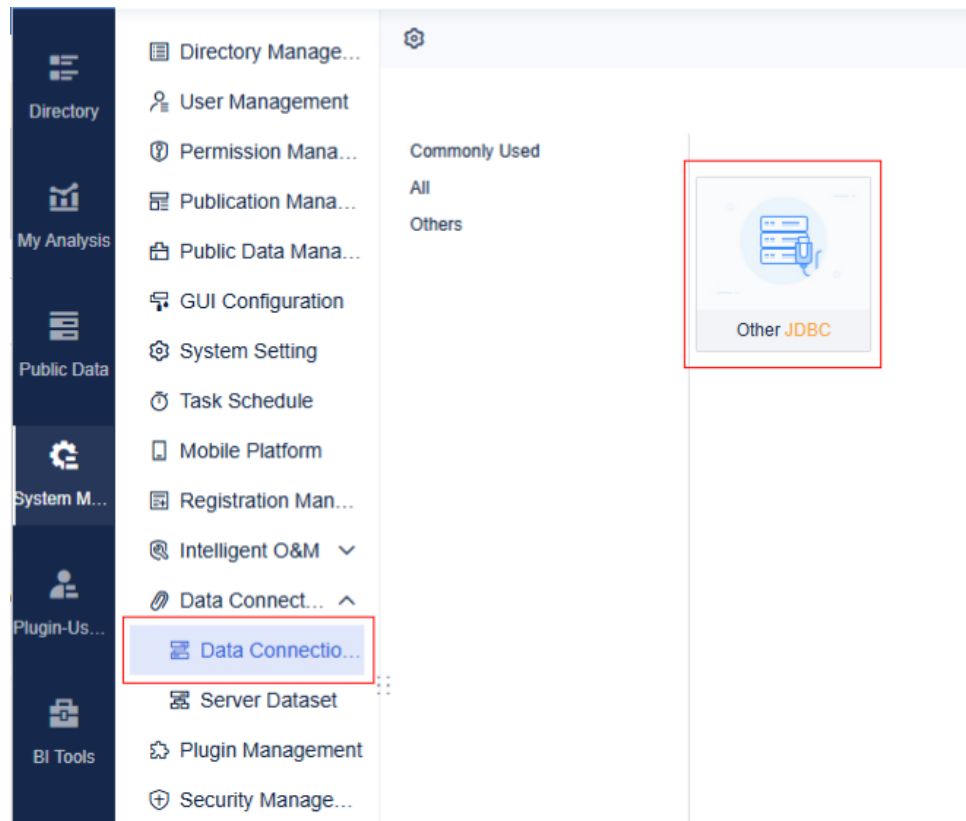 Directory
My Analysis
Public Data
System M...
Plugin-Us...
BI Tools
Directory Manage...
User Management
Permission Mana...
Publication Mana...
Public Data Mana...
GUI Configuration
System Setting
Task Schedule
Mobile Platform
Registration Man...
Intelligent O&M
Data Connect...
Data Connectio...
Server Dataset
Plugin Management
Security Manage...
Commonly Used
All
Others
Other JDBC